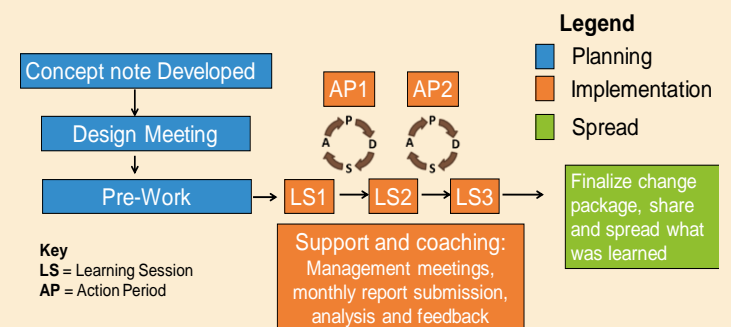 Legend
Planning
Implementation
Spread
Concept note Developed
Design Meeting
Pre-Work
AP1
AP2
P
A D
S
P
A D
S
LS1
LS2
LS3
Finalize change
package, share
and spread what
was learned
Support and coaching:
Management meetings,
monthly report submission,
analysis and feedback
Key
LS = Learning Session
AP = Action Period